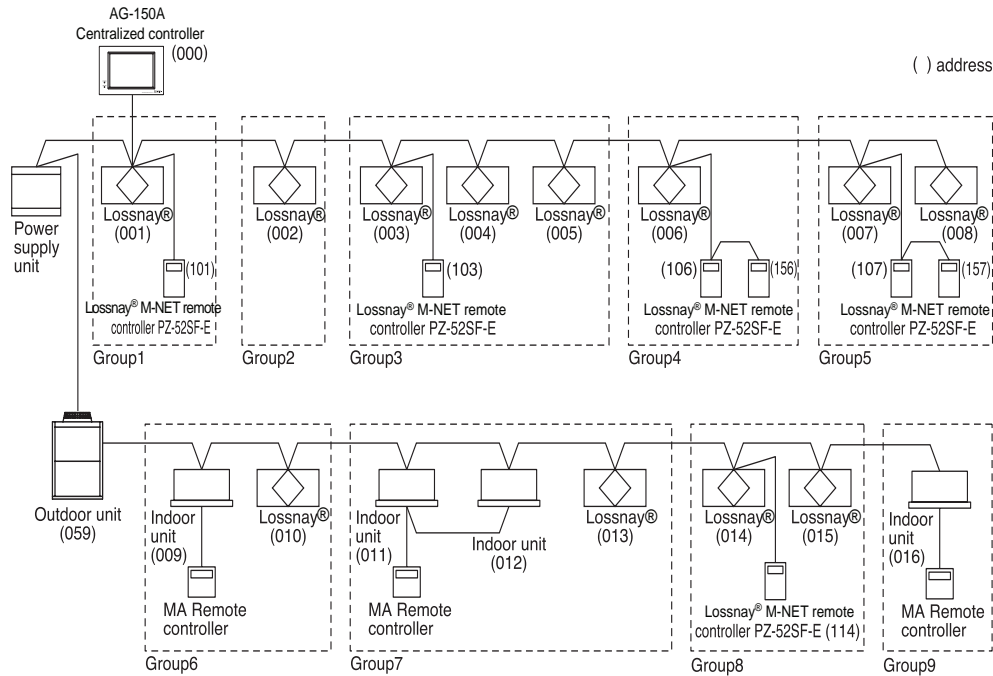 AG-150A
Centralized controller
(000)
( ) address
Power
supply
unit
Lossnay®
(001)
(101)
Lossnay® M-NET remote
controller PZ-52SF-E
Group1
Lossnay®
(002)
Group2
Lossnay®
(003)
Lossnay®
(004)
Lossnay®
(005)
(103)
Lossnay® M-NET remote
controller PZ-52SF-E
Group3
Lossnay®
(006)
(106)
(156)
Lossnay® M-NET remote
controller PZ-52SF-E
Group4
Lossnay®
(007)
Lossnay®
(008)
(107)
(157)
Lossnay® M-NET remote
controller PZ-52SF-E
Group5
Outdoor unit
(059)
Indoor
unit
(009)
Lossnay®
(010)
MA Remote
controller
Group6
Indoor
unit
(011)
Indoor unit
(012)
Lossnay®
(013)
MA Remote
controller
Group7
Lossnay®
(014)
Lossnay®
(015)
Lossnay® M-NET remote
controller PZ-52SF-E (114)
Group8
Indoor
unit
(016)
MA Remote
controller
Group9